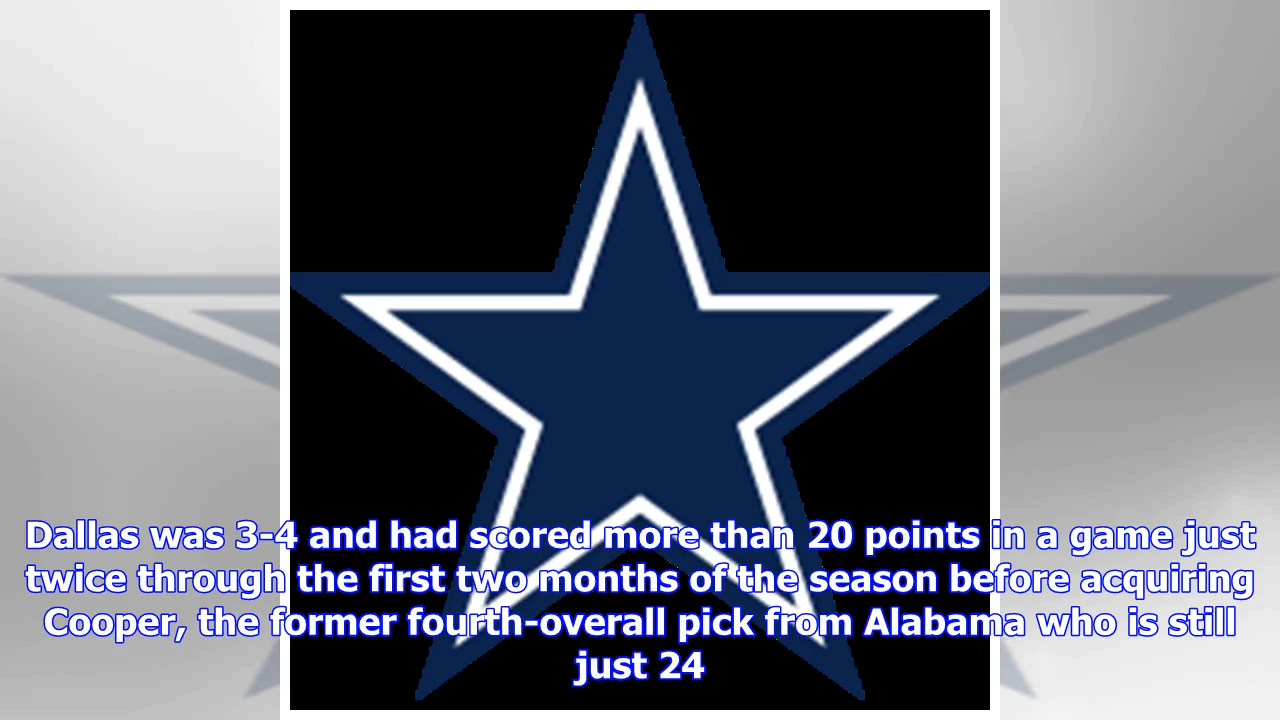 Dallas was 3-4 and had scored more than 20 points in a game just
twice through the first two months of the season before acquiring
Cooper, the former fourth-overall pick from Alabama who is still
just 24